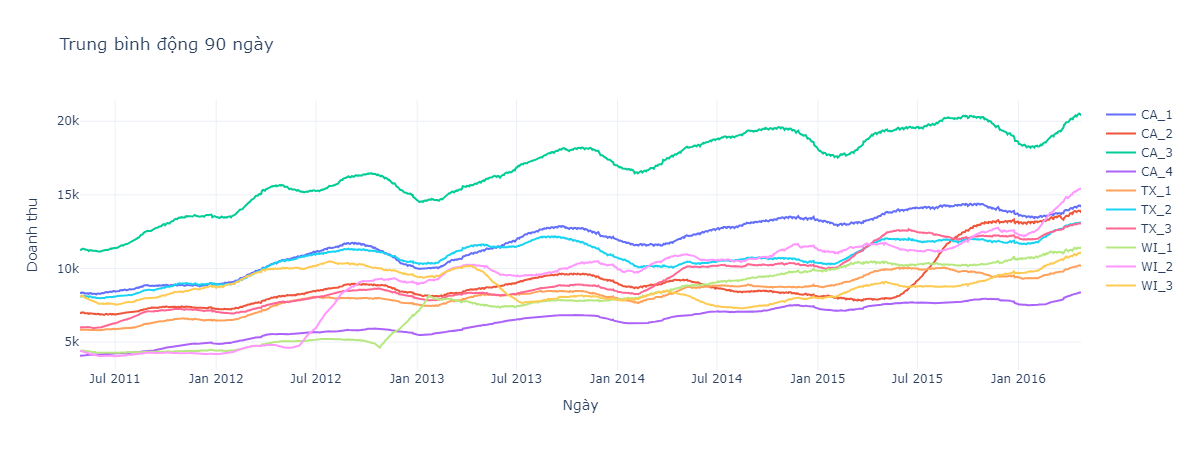 Trung bình động 90 ngày
Doanh thu
20k
15k
10k
5k
Jul 2011
Jan 2012
Jul 2012
Jan 2013
Jul 2013
Jan 2014
Jul 2014
Jan 2015
Jul 2015
Jan 2016
Ngày
CA_1
CA_2
CA_3
CA_4
TX_1
TX_2
TX_3
WI_1
WI_2
WI_3